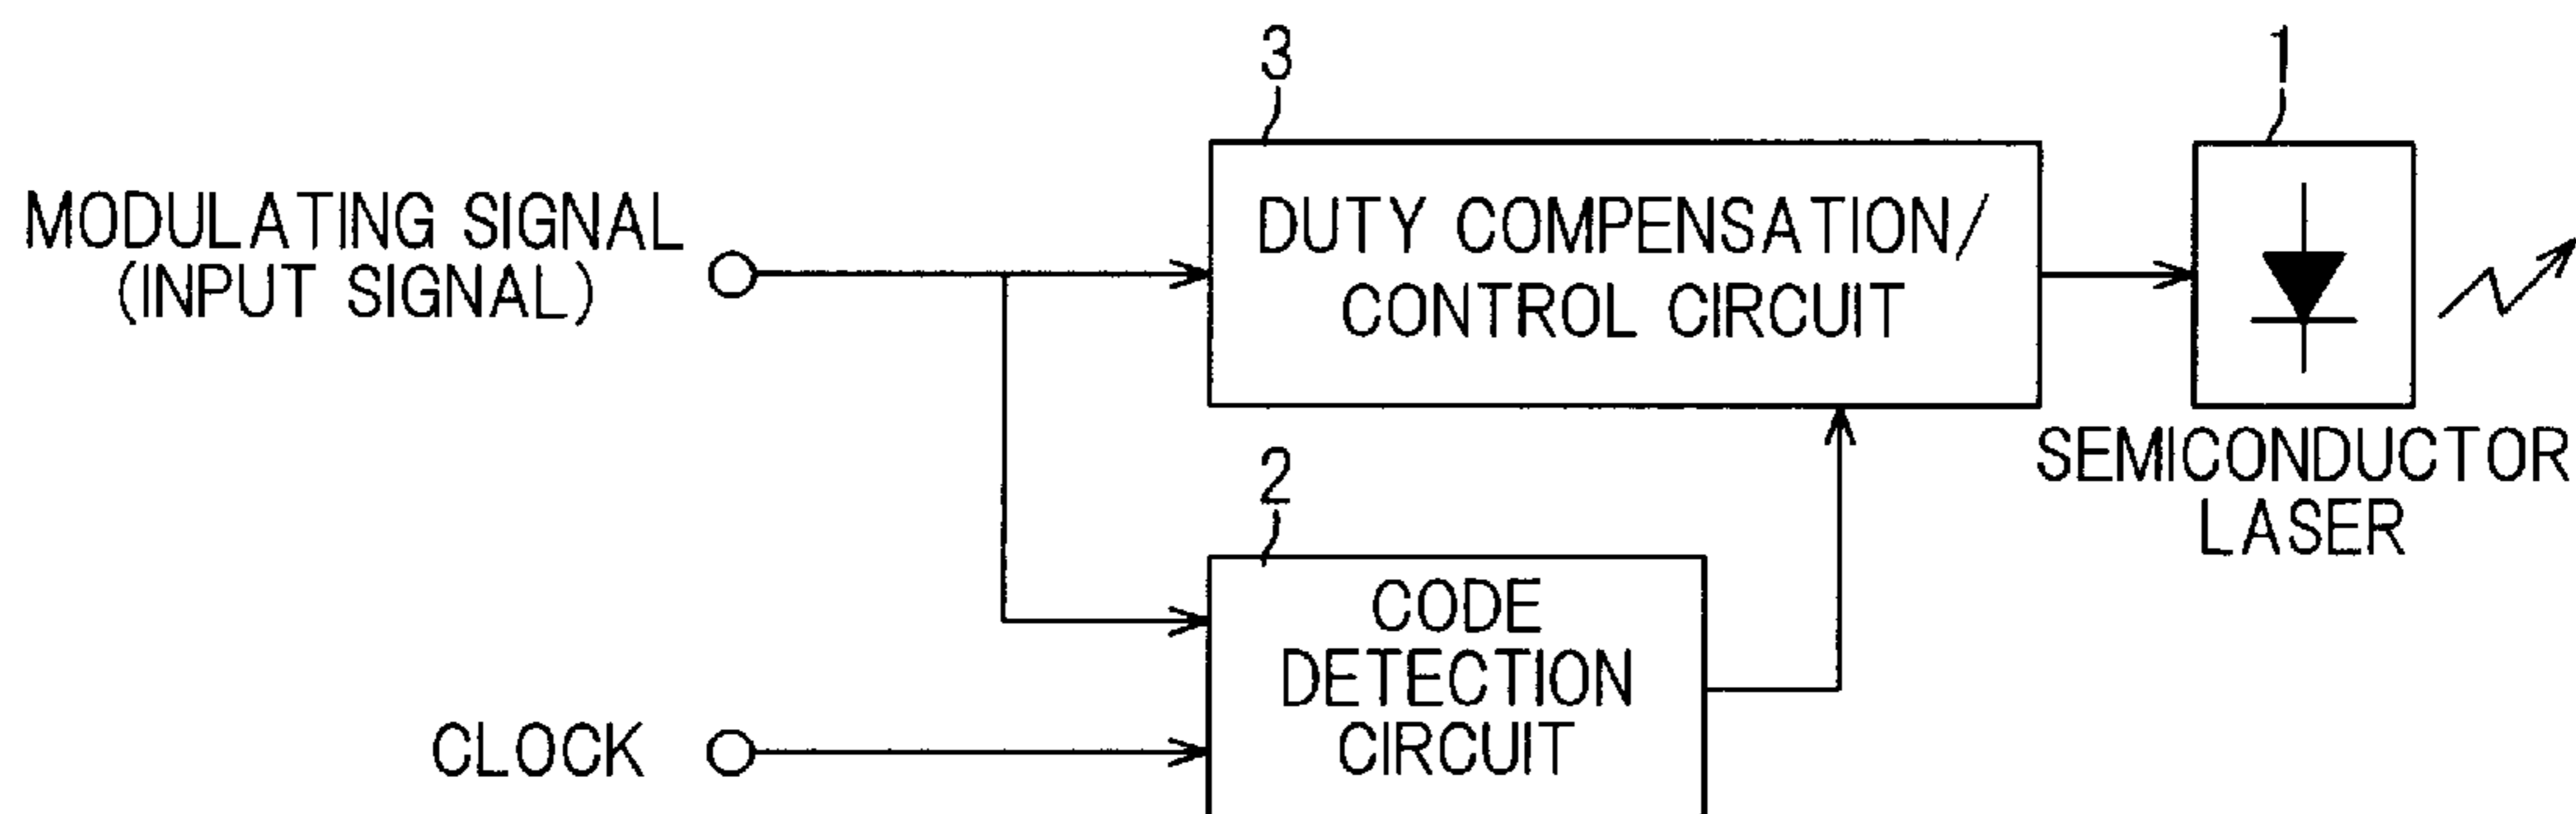 3
1
MODULATING SIGNAL
(INPUT SIGNAL)
DUTY COMPENSATION/
CONTROL CIRCUIT
SEMICONDUCTOR
LASER
2
CODE
DETECTION
CIRCUIT
CLOCK